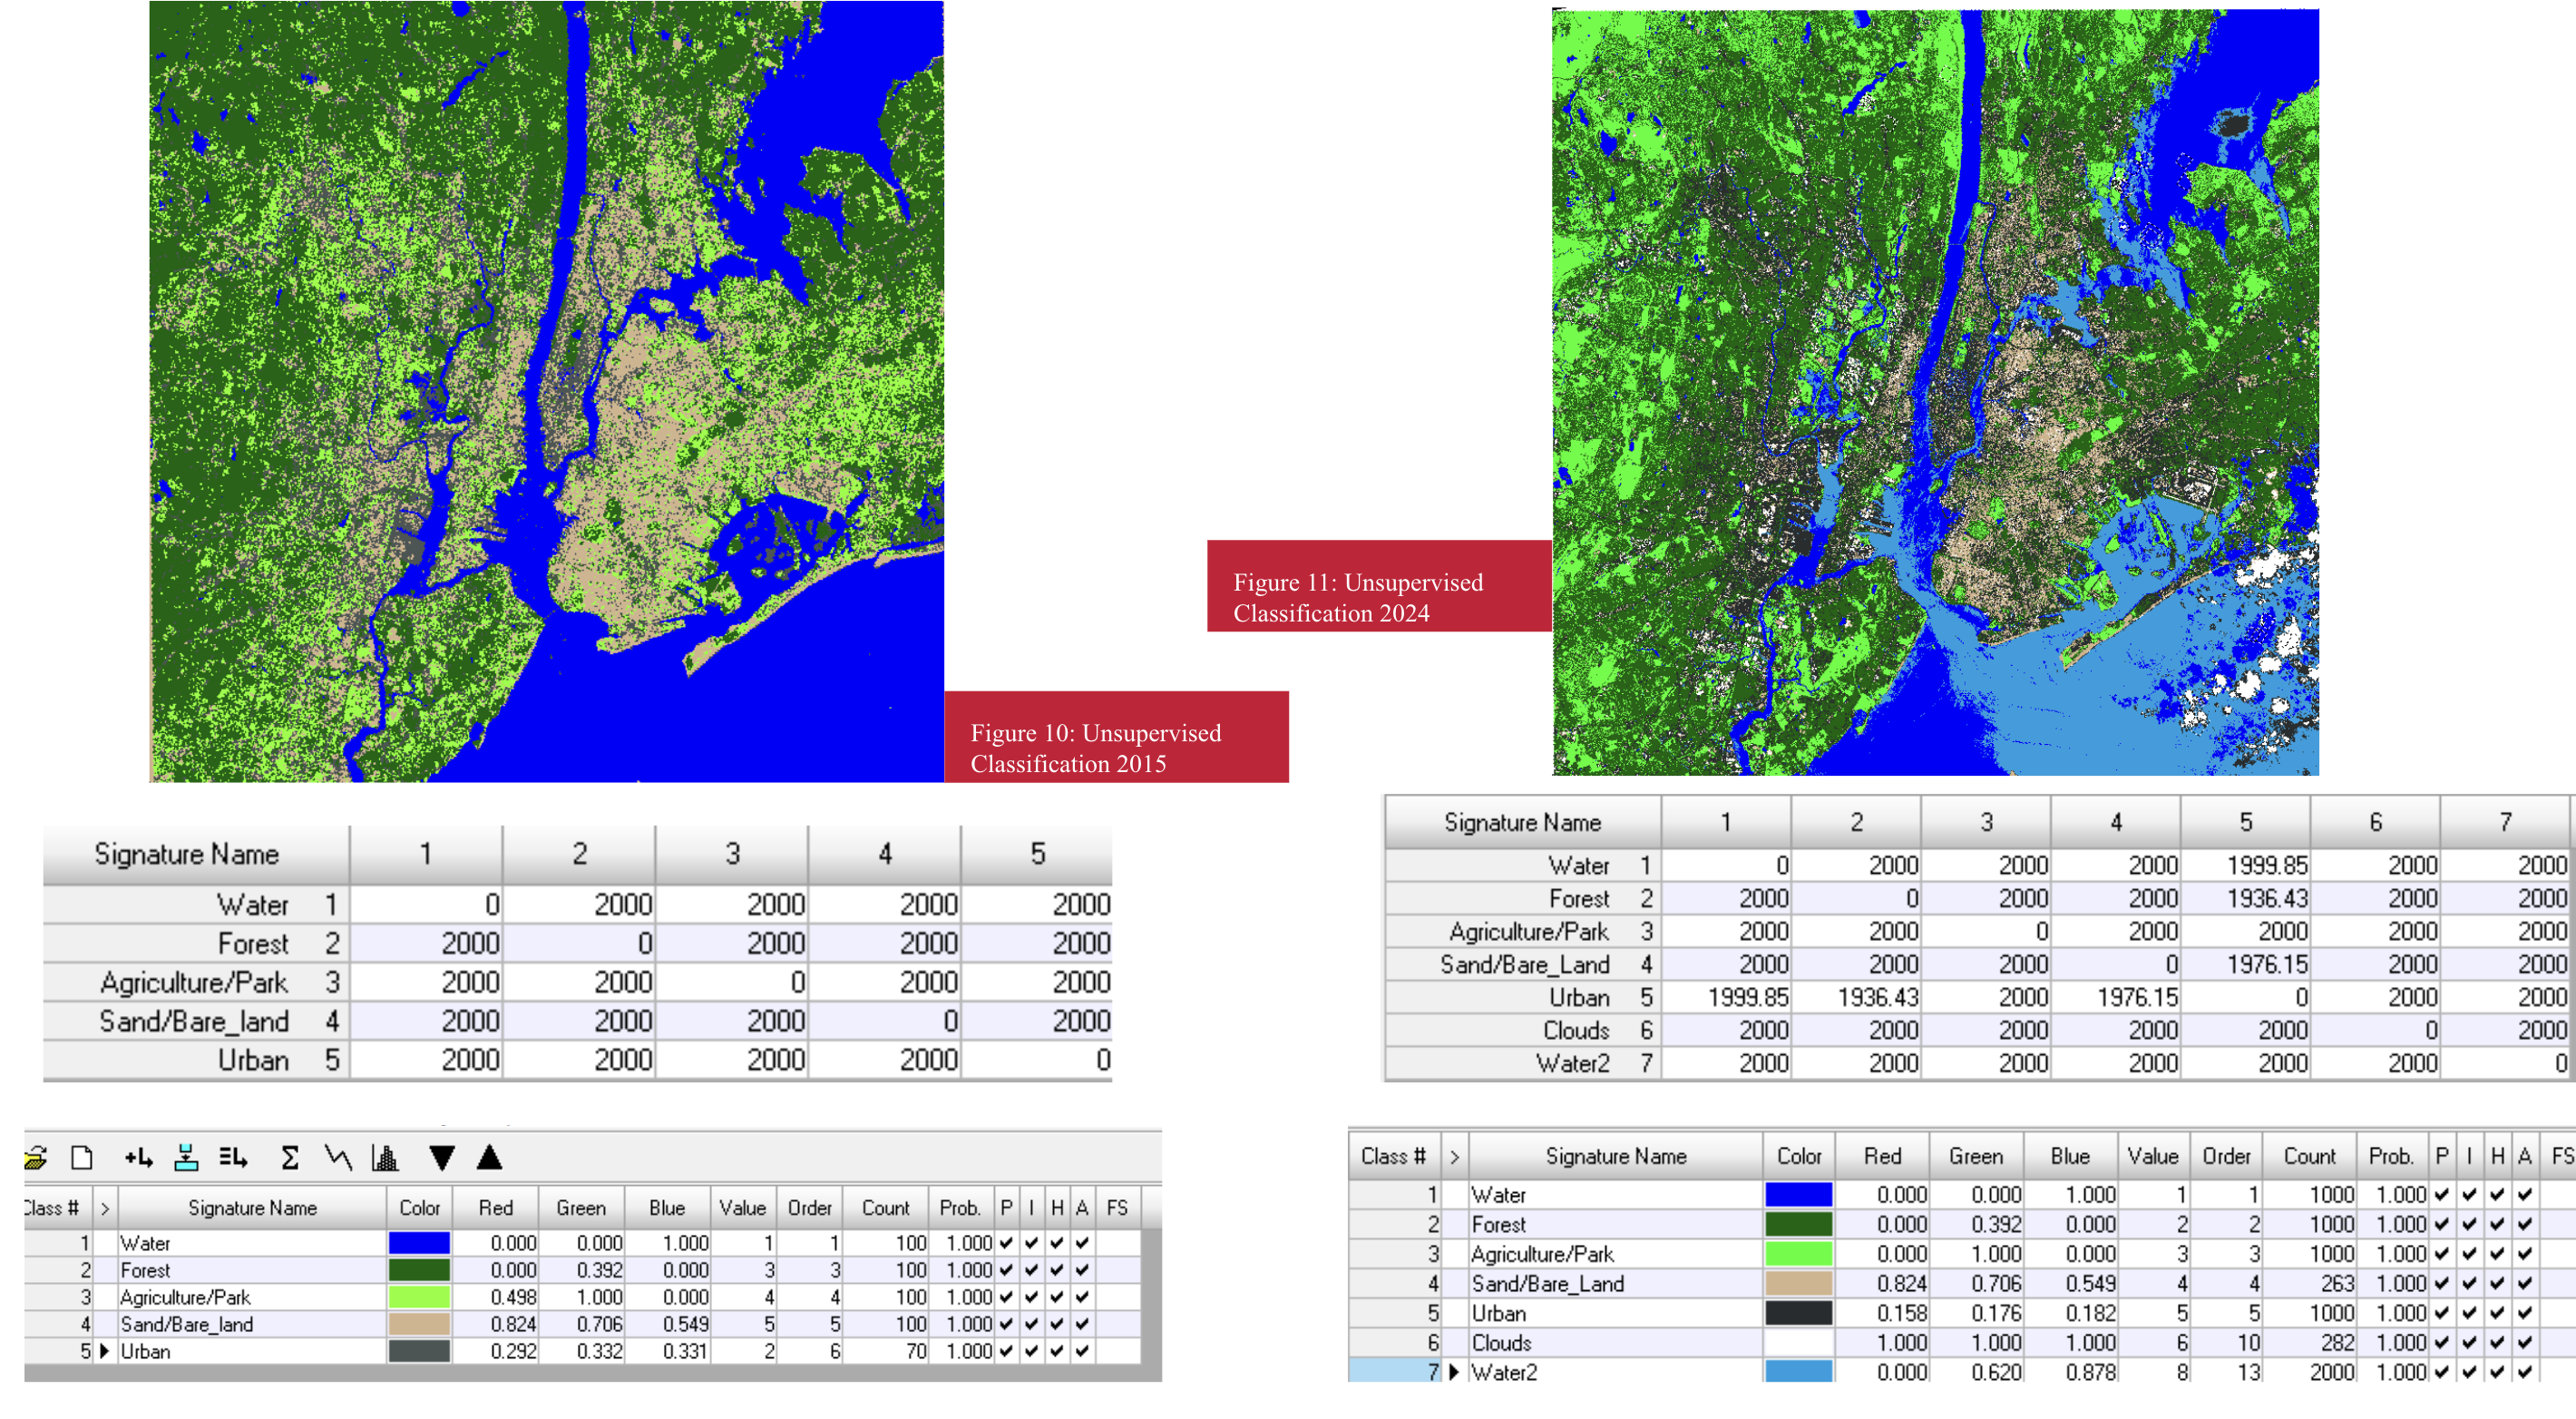 Figure 11: Unsupervised
Classification 2024
Figure 10: Unsupervised
Classification 2015
Signature Name 1 2 3 4 5
Water 1 0 2000 2000 2000 2000
Forest 2 2000 0 2000 2000 2000
Agriculture/Park 3 2000 2000 0 2000 2000
Sand/Bare_land 4 2000 2000 2000 0 2000
Urban 5 2000 2000 2000 2000 0
Signature Name 1 2 3 4 5 6 7
Water 1 0 2000 2000 2000 1999.85 2000 2000
Forest 2 2000 0 2000 2000 1936.43 2000 2000
Agriculture/Park 3 2000 2000 0 2000 2000 2000 2000
Sand/Bare_Land 4 2000 2000 2000 0 1976.15 2000 2000
Urban 5 1999.85 1936.43 2000 1976.15 0 2000 2000
Clouds 6 2000 2000 2000 2000 2000 0 2000
Water2 7 2000 2000 2000 2000 2000 2000 0
Class # > Signature Name Color Red Green Blue Value Order Count Prob. P I H A FS
1 Water 0.000 0.000 1.000 1 1 100 1.000
2 Forest 0.000 0.392 0.000 3 3 100 1.000
3 Agriculture/Park 0.498 1.000 0.000 4 4 100 1.000
4 Sand/Bare_land 0.824 0.706 0.549 5 5 100 1.000
5 Urban 0.292 0.332 0.331 2 6 70 1.000
Class # > Signature Name Color Red Green Blue Value Order Count Prob. P I H A FS
1 Water 0.000 0.000 1.000 1 1 1000 1.000
2 Forest 0.000 0.392 0.000 2 2 1000 1.000
3 Agriculture/Park 0.000 1.000 0.000 3 3 1000 1.000
4 Sand/Bare_Land 0.824 0.706 0.549 4 4 263 1.000
5 Urban 0.158 0.176 0.182 5 5 1000 1.000
6 Clouds 1.000 1.000 1.000 6 10 282 1.000
7 Water2 0.000 0.620 0.878 8 13 2000 1.000